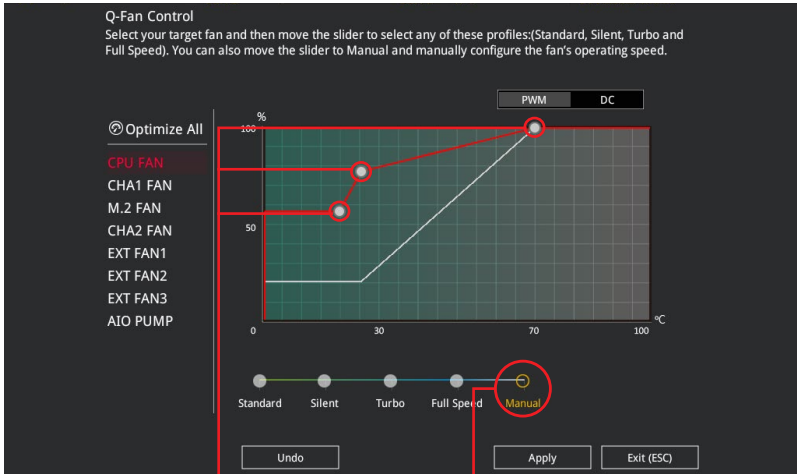 Q-Fan Control
Select your target fan and then move the slider to select any of these profiles:(Standard, Silent, Turbo and
Full Speed). You can also move the slider to Manual and manually configure the fan's operating speed.
PWM DC
Optimize All
CPU FAN
CHA1 FAN
M.2 FAN
CHA2 FAN
EXT FAN1
EXT FAN2
EXT FAN3
AIO PUMP
%
100
50
0 30 70 100 ºC
Standard Silent Turbo Full Speed Manual
Undo Apply Exit (ESC)